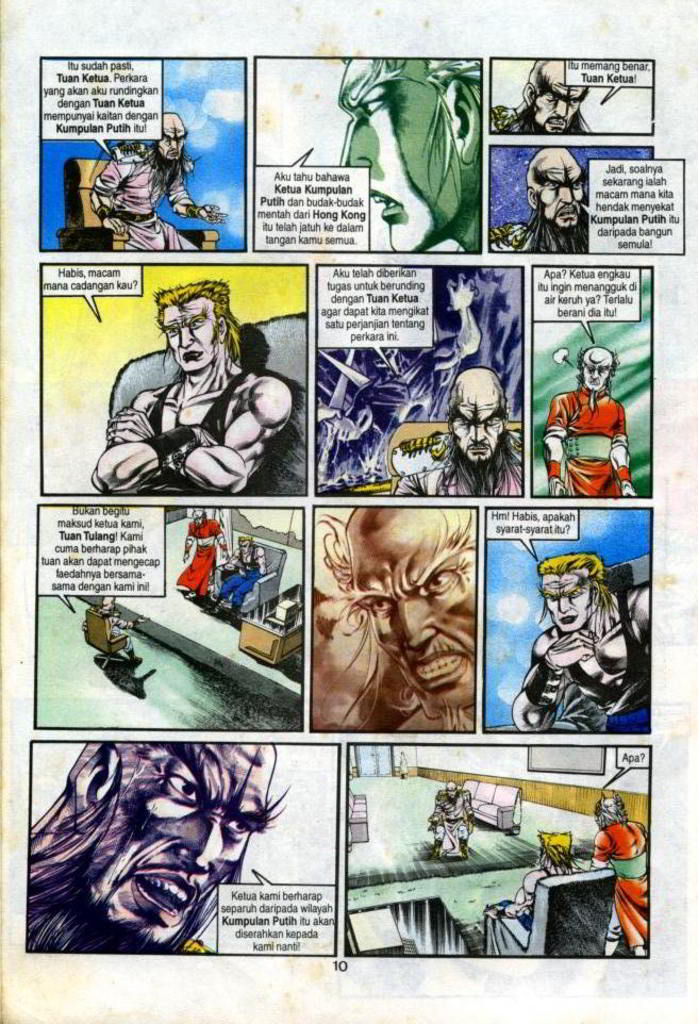 Itu sudah pasti,
Tuan Ketua. Perkara
yang akan aku rundingkan
dengan Tuan Ketua
mempunyai kaitan dengan
Kumpulan Putih itu!
Aku tahu bahawa
Ketua Kumpulan
Putih dan budak-budak
mentah dari Hong Kong
itu telah jatuh ke dalam
tangan kamu semua.
Itu memang benar,
Tuan Ketua!
Jadi, soalnya
sekarang ialah
macam mana kita
hendak menyekat
Kumpulan Putih itu
daripada bangun
semula!
Habis, macam
mana cadangan kau?
Aku telah diberikan
tugas untuk berunding
dengan Tuan Ketua
agar dapat kita mengikat
satu perjanjian tentang
perkara ini.
Apa? Ketua engkau
itu ingin menangguk di
air keruh ya? Terlalu
berani dia itu!
Bukan begitu
maksud ketua kami,
Tuan Tulang! Kami
cuma berharap pihak
tuan akan dapat mengecap
faedahnya bersama-
sama dengan kami ini!
Hm! Habis, apakah
syarat-syarat itu?
Ketua kami berharap
separuh daripada wilayah
Kumpulan Putih itu akan
diserahkan kepada
kami nanti!
Apa?
10